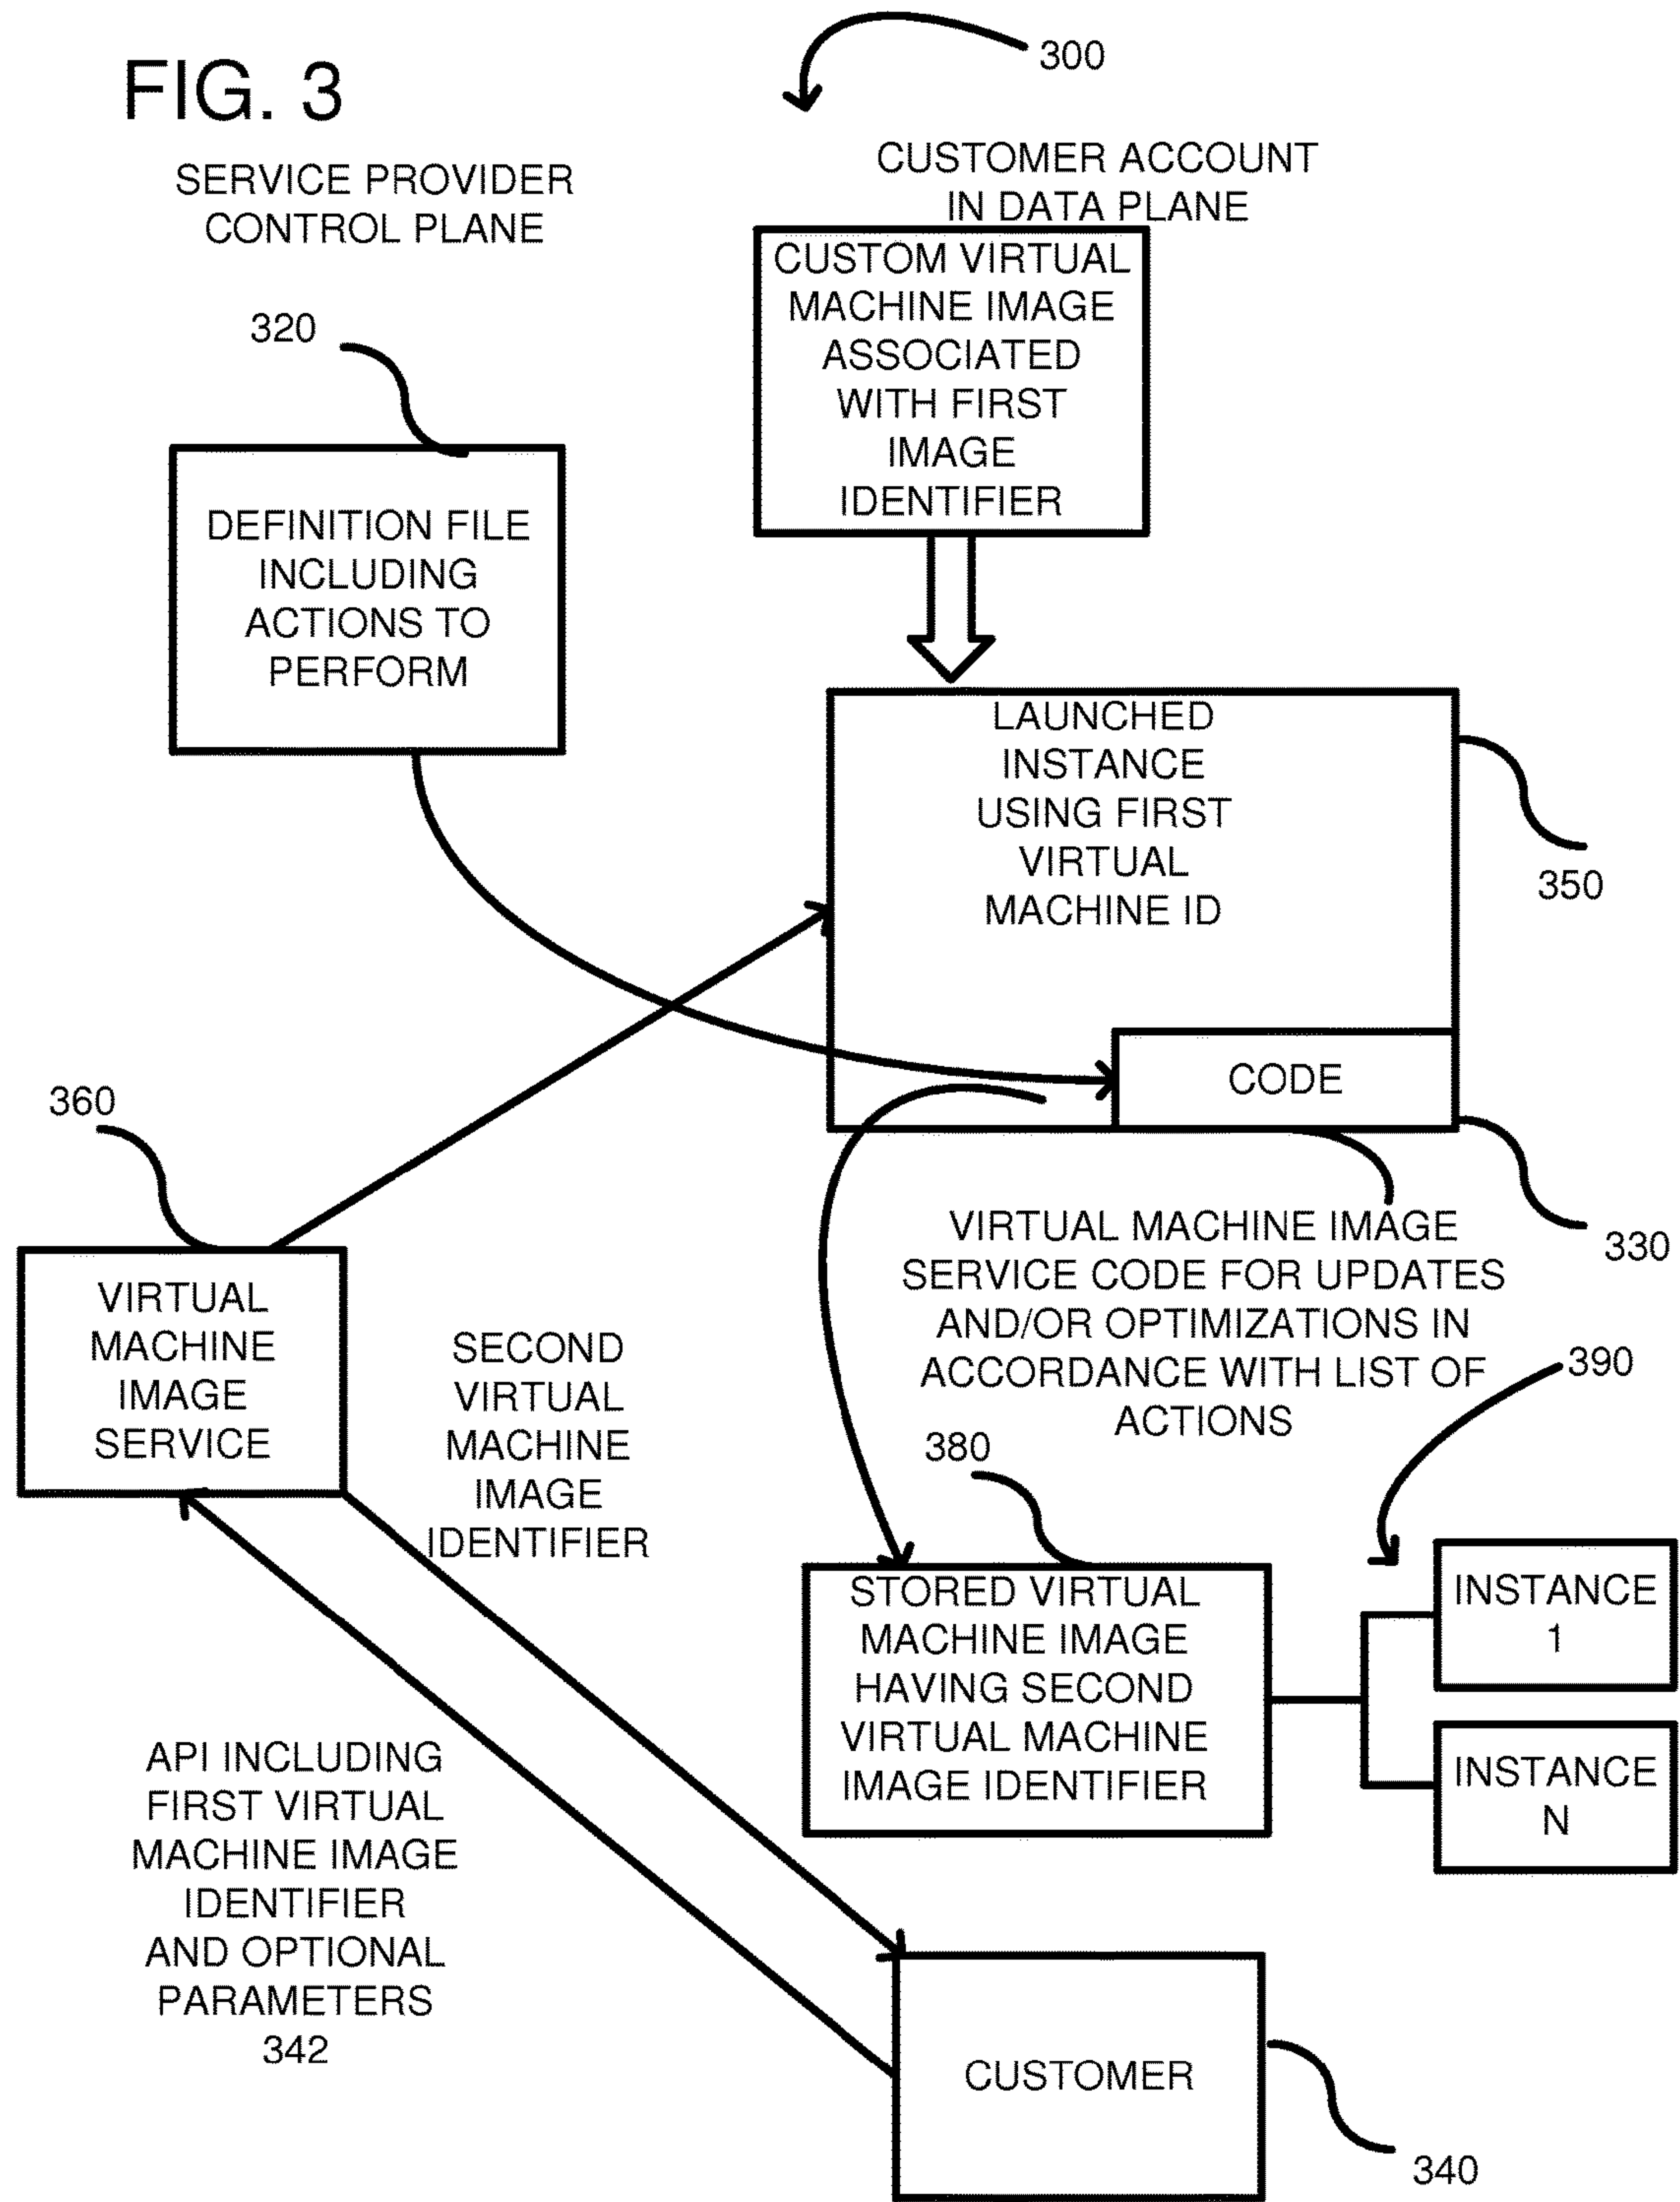 FIG. 3
300
SERVICE PROVIDER
CONTROL PLANE
CUSTOMER ACCOUNT
IN DATA PLANE
CUSTOM VIRTUAL
MACHINE IMAGE
ASSOCIATED
WITH FIRST
IMAGE
IDENTIFIER
320
DEFINITION FILE
INCLUDING
ACTIONS TO
PERFORM
LAUNCHED
INSTANCE
USING FIRST
VIRTUAL
MACHINE ID
350
CODE
330
360
VIRTUAL
MACHINE
IMAGE
SERVICE
VIRTUAL MACHINE IMAGE
SERVICE CODE FOR UPDATES
AND/OR OPTIMIZATIONS IN
ACCORDANCE WITH LIST OF
ACTIONS
SECOND
VIRTUAL
MACHINE
IMAGE
IDENTIFIER
390
380
STORED VIRTUAL
MACHINE IMAGE
HAVING SECOND
VIRTUAL MACHINE
IMAGE IDENTIFIER
INSTANCE
1
INSTANCE
N
API INCLUDING
FIRST VIRTUAL
MACHINE IMAGE
IDENTIFIER
AND OPTIONAL
PARAMETERS
342
CUSTOMER
340